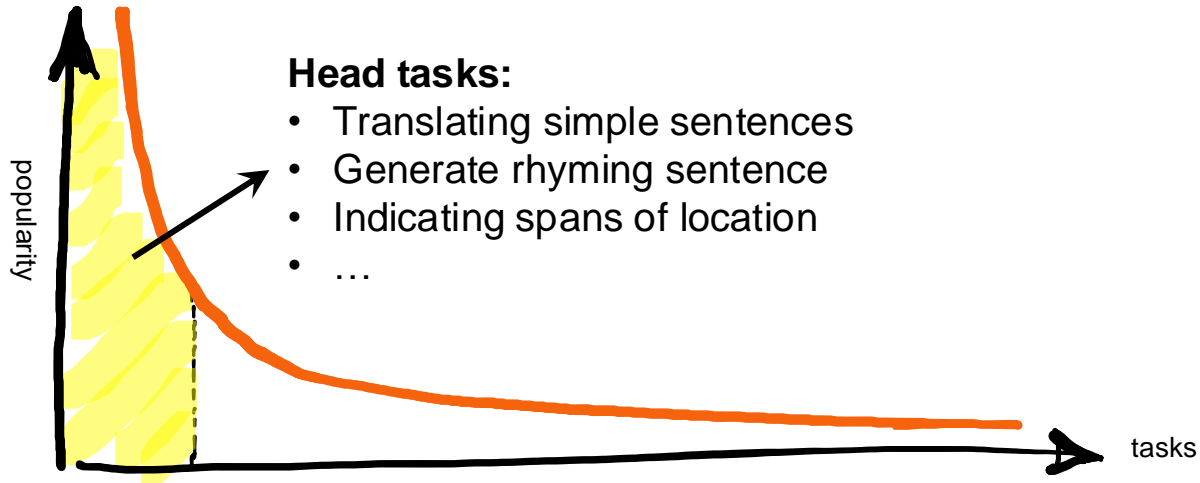 Head tasks:
• Translating simple sentences
• Generate rhyming sentence
• Indicating spans of location
• …
popularity
tasks